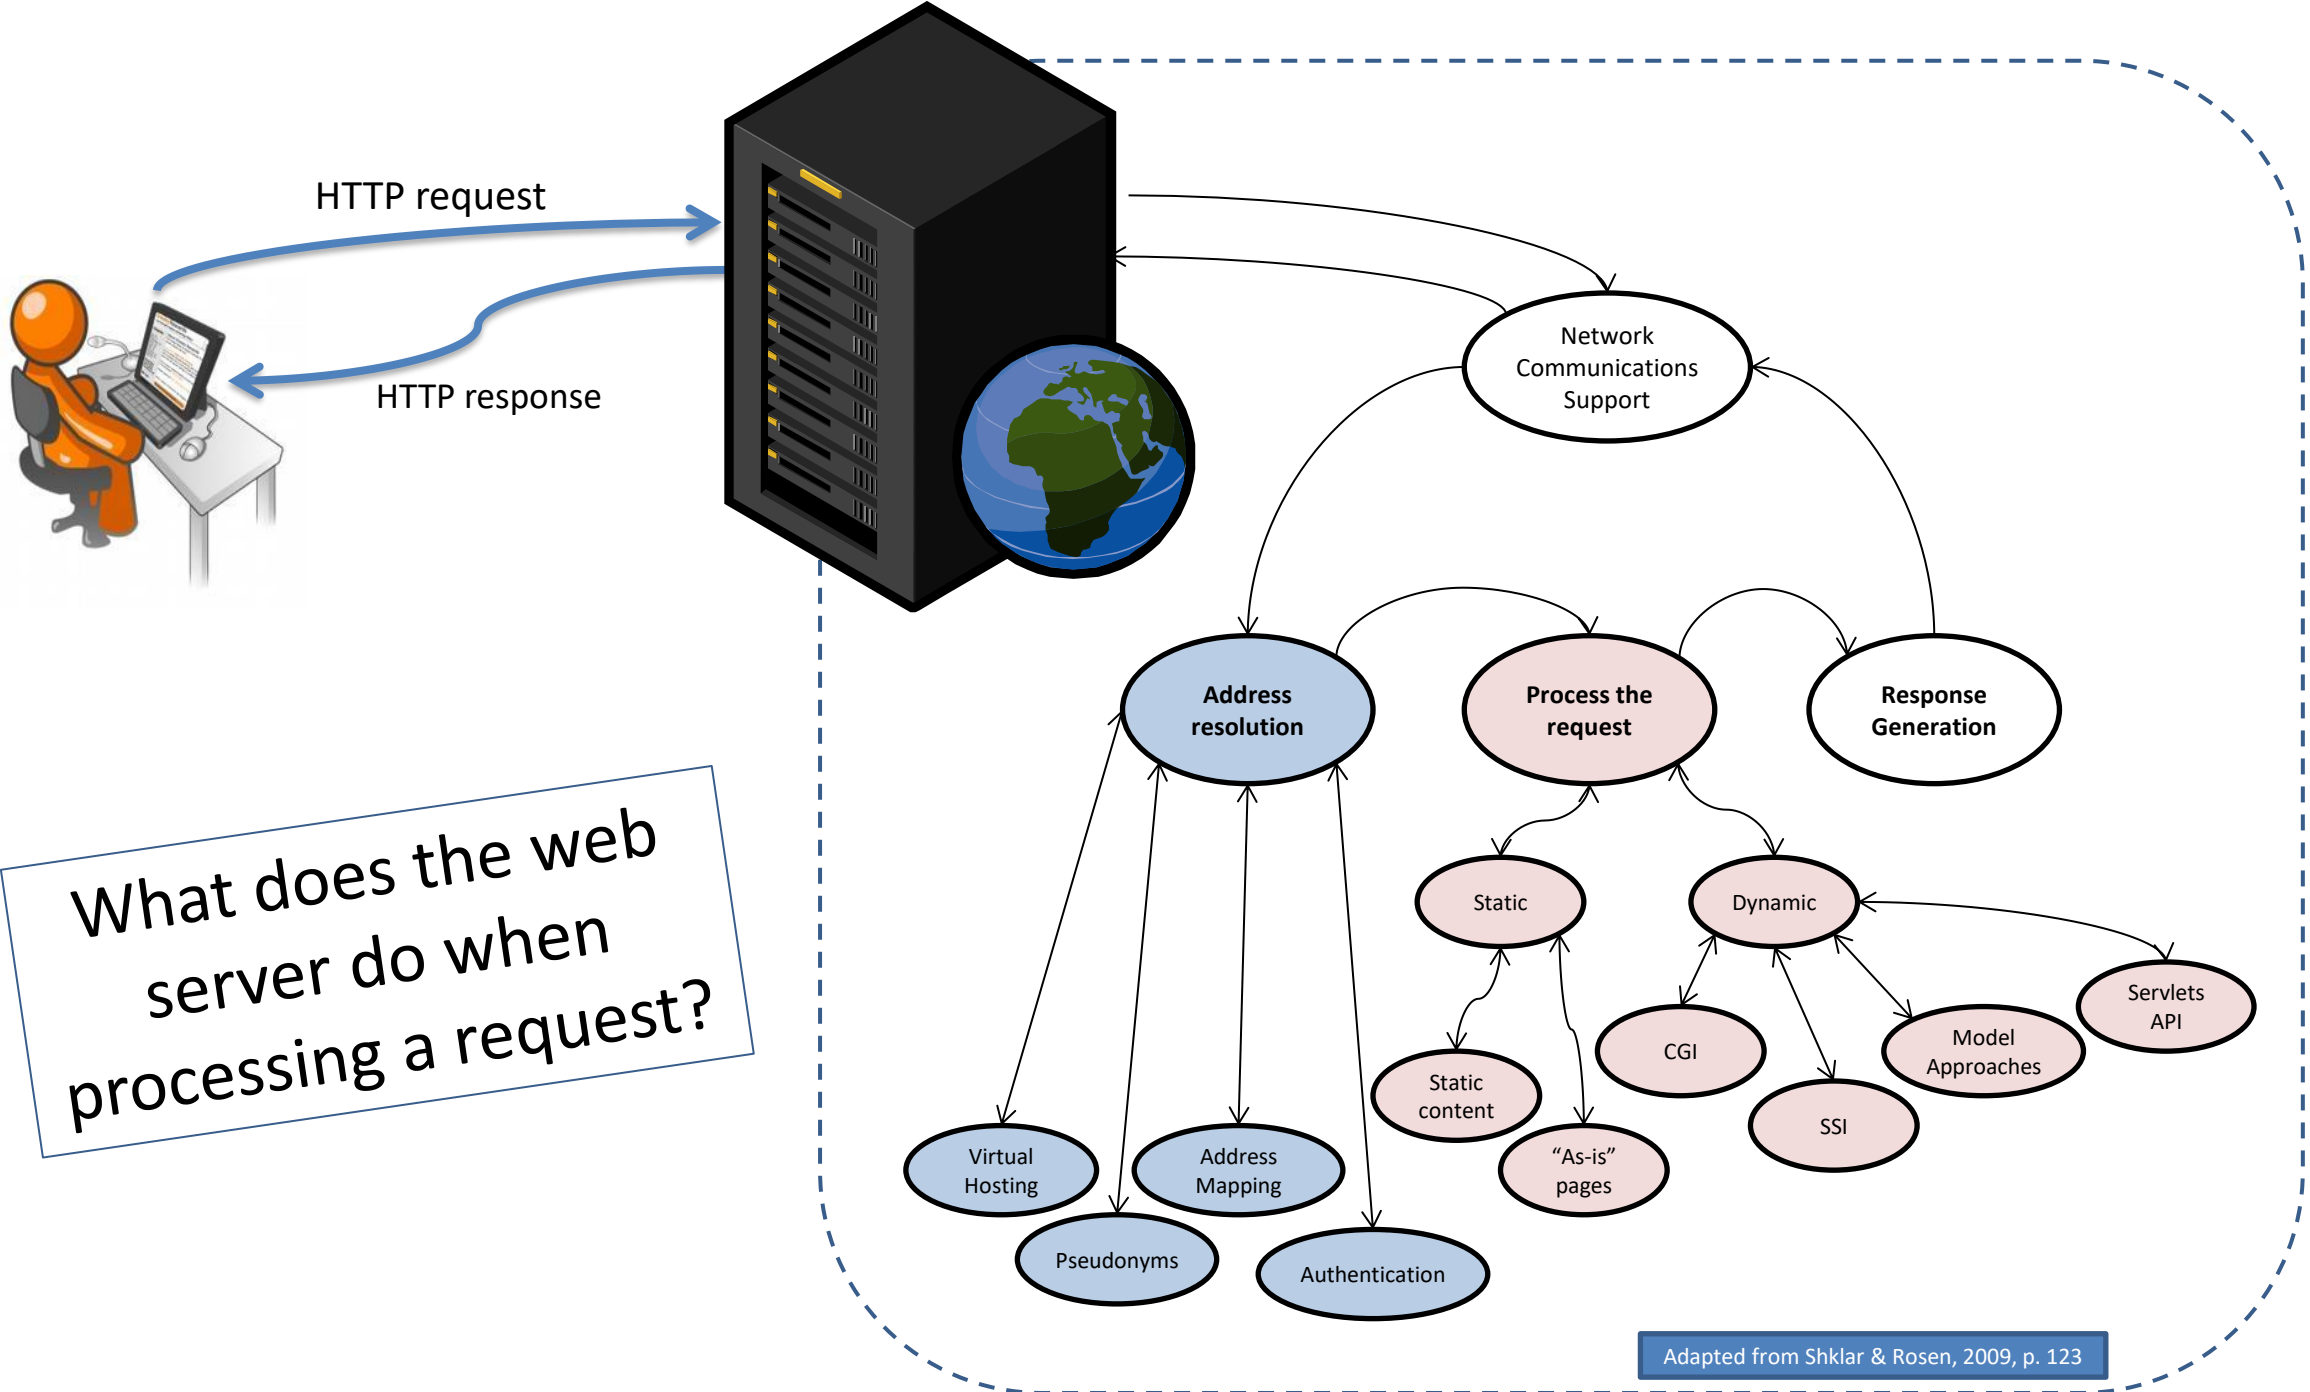 HTTP request
HTTP response
Network
Communications
Support
Address
resolution
Process the
request
Response
Generation
What does the web
server do when
processing a request?
Static
Dynamic
Servlets
API
CGI
Model
Approaches
Static
content
SSI
Virtual
Hosting
Address
Mapping
“As-is”
pages
Pseudonyms
Authentication
Adapted from Shklar & Rosen, 2009, p. 123